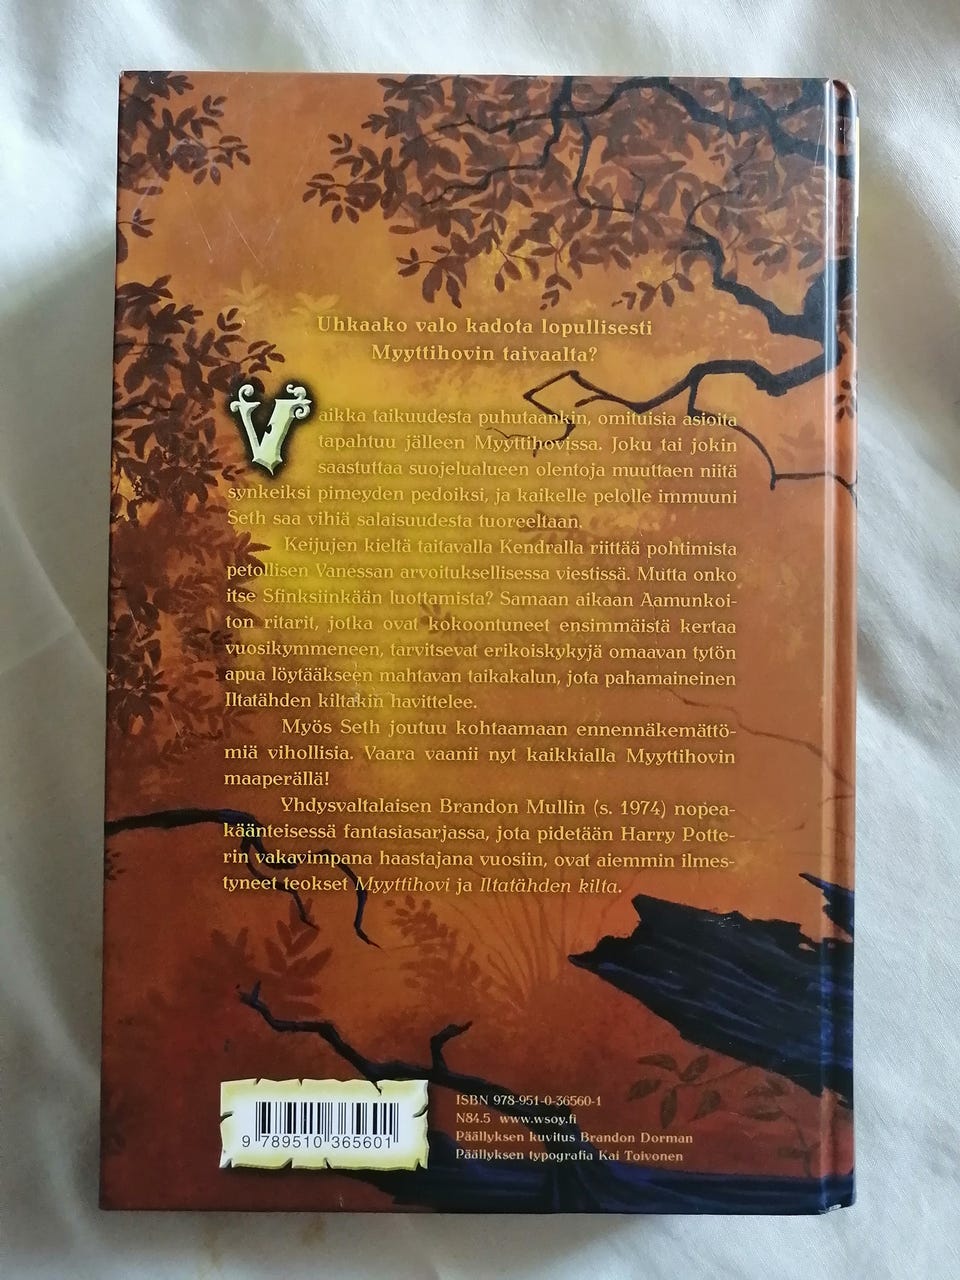 Uhkaako valo kadota lopullisesti
Myyttihovin taivaalta?
Vaikka taikuudesta puhutaankin, omituisia asioita
tapahtuu jälleen Myyttihovissa. Joku tai jokin
saastuttaa suojelualueen olentoja muuttaen niitä
synkeiksi pimeyden pedoiksi, ja kaikelle pelolle immuuni
Seth saa vihiä salaisuudesta tuoreeltaan.
Keijujen kieltä taitavalla Kendralla riittää pohtimista
petollisen Vanessan arvoituksellisessa viestissä. Mutta onko
itse Sfinksiinkään luottamista? Samaan aikaan Aamunkoi-
ton ritarit, jotka ovat kokoontuneet ensimmäistä kertaa
vuosikymmeneen, tarvitsevat erikoiskykyjä omaavan tytön
apua löytääkseen mahtavan taikakalun, jota pahamaineinen
Iltatähden kiltakin havittelee.
Myös Seth joutuu kohtaamaan ennennäkemättö-
miä vihollisia. Vaara vaanii nyt kaikkialla Myyttihovin
maaperällä!
Yhdysvaltalaisen Brandon Mullin (s. 1974) nopea-
käänteisessä fantasiasarjassa, jota pidetään Harry Potte-
rin vakavimpana haastajana vuosiin, ovat aiemmin ilmes-
tyneet teokset Myyttihovi ja Iltatähden kilta.
ISBN 978-951-0-36560-1
N84.5 www.wsoy.fi
Päällyksen kuvitus Brandon Dorman
Päällyksen typografia Kai Toivonen
9 789510 365601